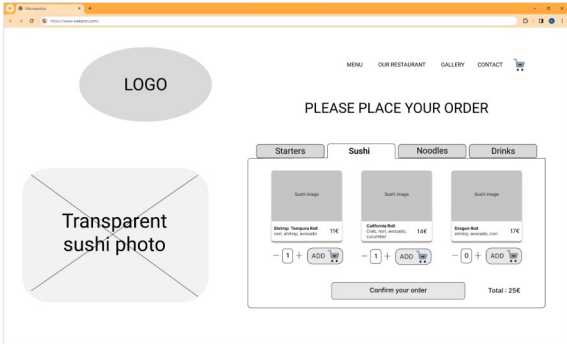 https://www.wakame.com/
LOGO
MENU OUR RESTAURANT GALLERY CONTACT
PLEASE PLACE YOUR ORDER
Starters Sushi Noodles Drinks
Sushi Image Sushi Image Sushi Image
Shrimp Tempura Roll
nori, shrimp, avocado
11€
California Roll
Crab, nori, avocado,
cucumber
14€
Dragon Roll
shrimp, avocado, nori
17€
− 1 + ADD
− 1 + ADD
− 0 + ADD
Transparent
sushi photo
Confirm your order
Total : 25€